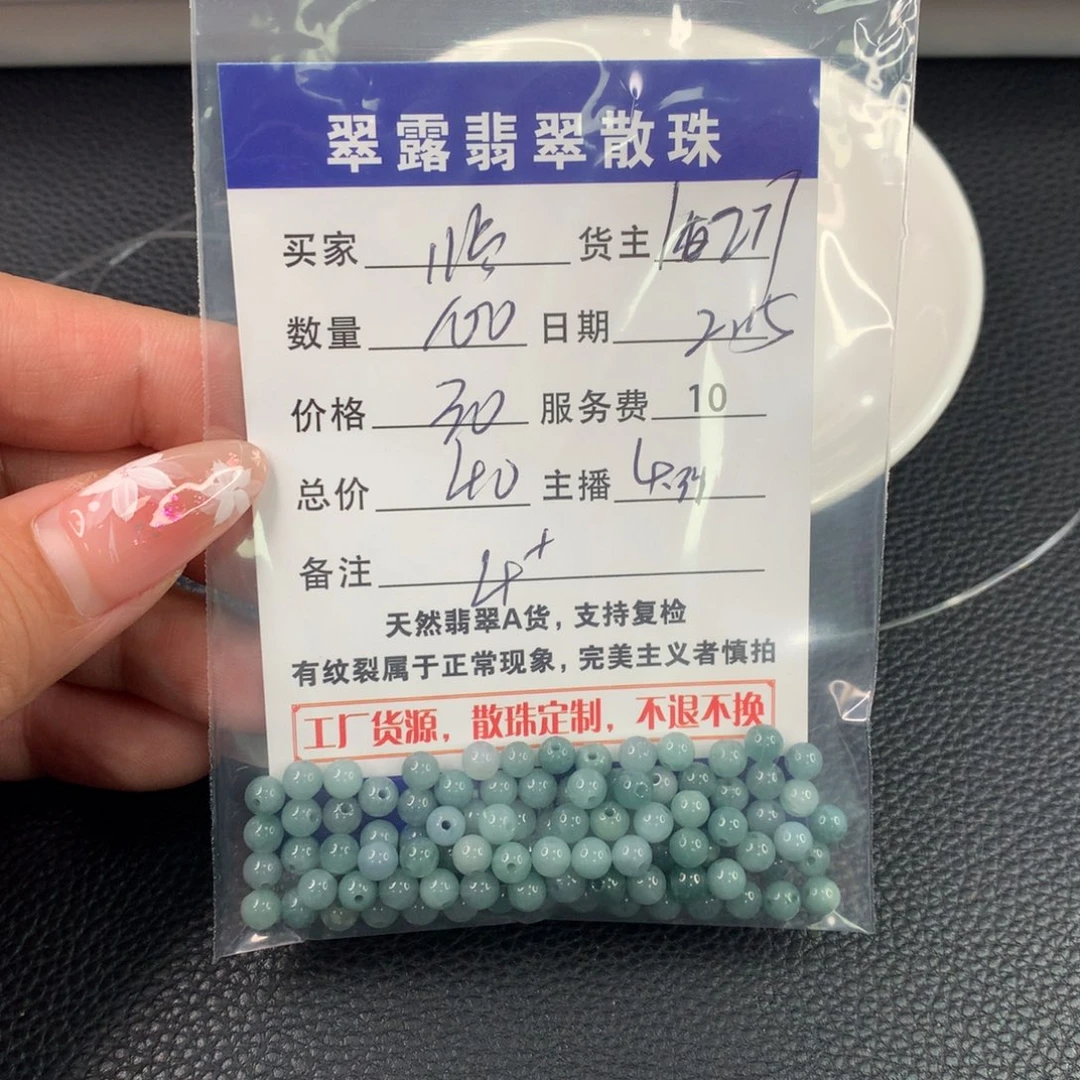 翠露翡翠散珠
买家 货主
数量 100 日期
价格 30 服务费 10
总价 40 主播
备注 4+
天然翡翠A货，支持复检
有纹裂属于正常现象，完美主义者慎拍
工厂货源，散珠定制，不退不换